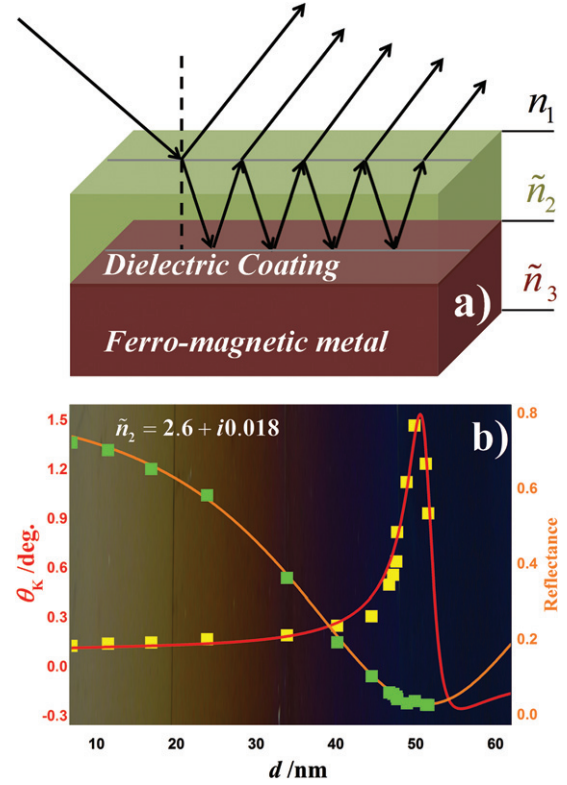 n₁
ñ₂
Dielectric Coating
a)
ñ₃
Ferro-magnetic metal
ñ₂ = 2.6 + i0.018
b)
1.5
1.2
0.9
0.6
0.3
0.0
-0.3
θ_K /deg.
0.8
0.6
0.4
0.2
0.0
Reflectance
10
20
30
40
50
60
d /nm